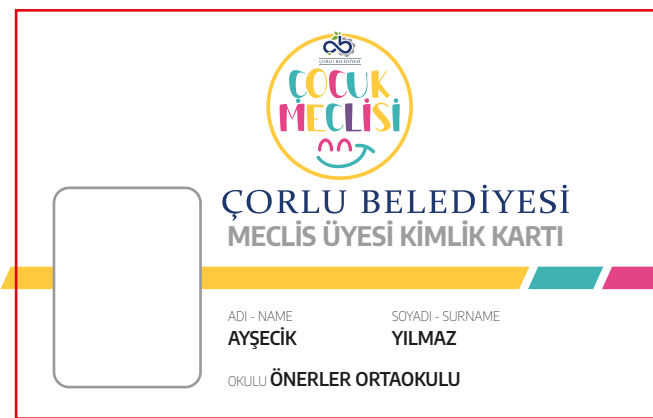 ÇORLU BELEDİYESİ
ÇOCUK
MECLİSİ
ÇORLU BELEDİYESİ
MECLİS ÜYESİ KİMLİK KARTI
ADI - NAME SOYADI - SURNAME
AYŞECİK YILMAZ
OKULU ÖNERLER ORTAOKULU